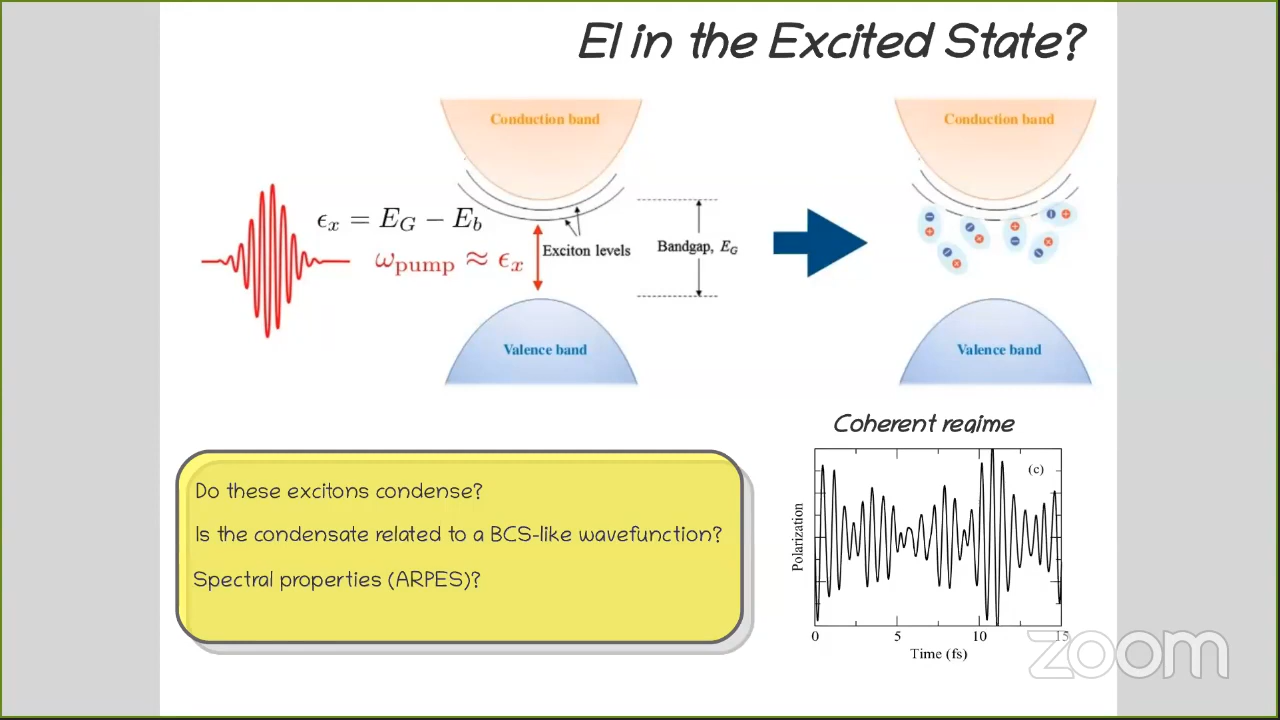 EI in the Excited State?
Conduction band
Conduction band
ϵₓ = E_G − E_b
ω_pump ≈ ϵₓ
Exciton levels
Bandgap, E_G
Valence band
Valence band
Coherent regime
Do these excitons condense?
Is the condensate related to a BCS-like wavefunction?
Spectral properties (ARPES)?
(c)
Polarization
0 5 10 15
Time (fs)
zoom